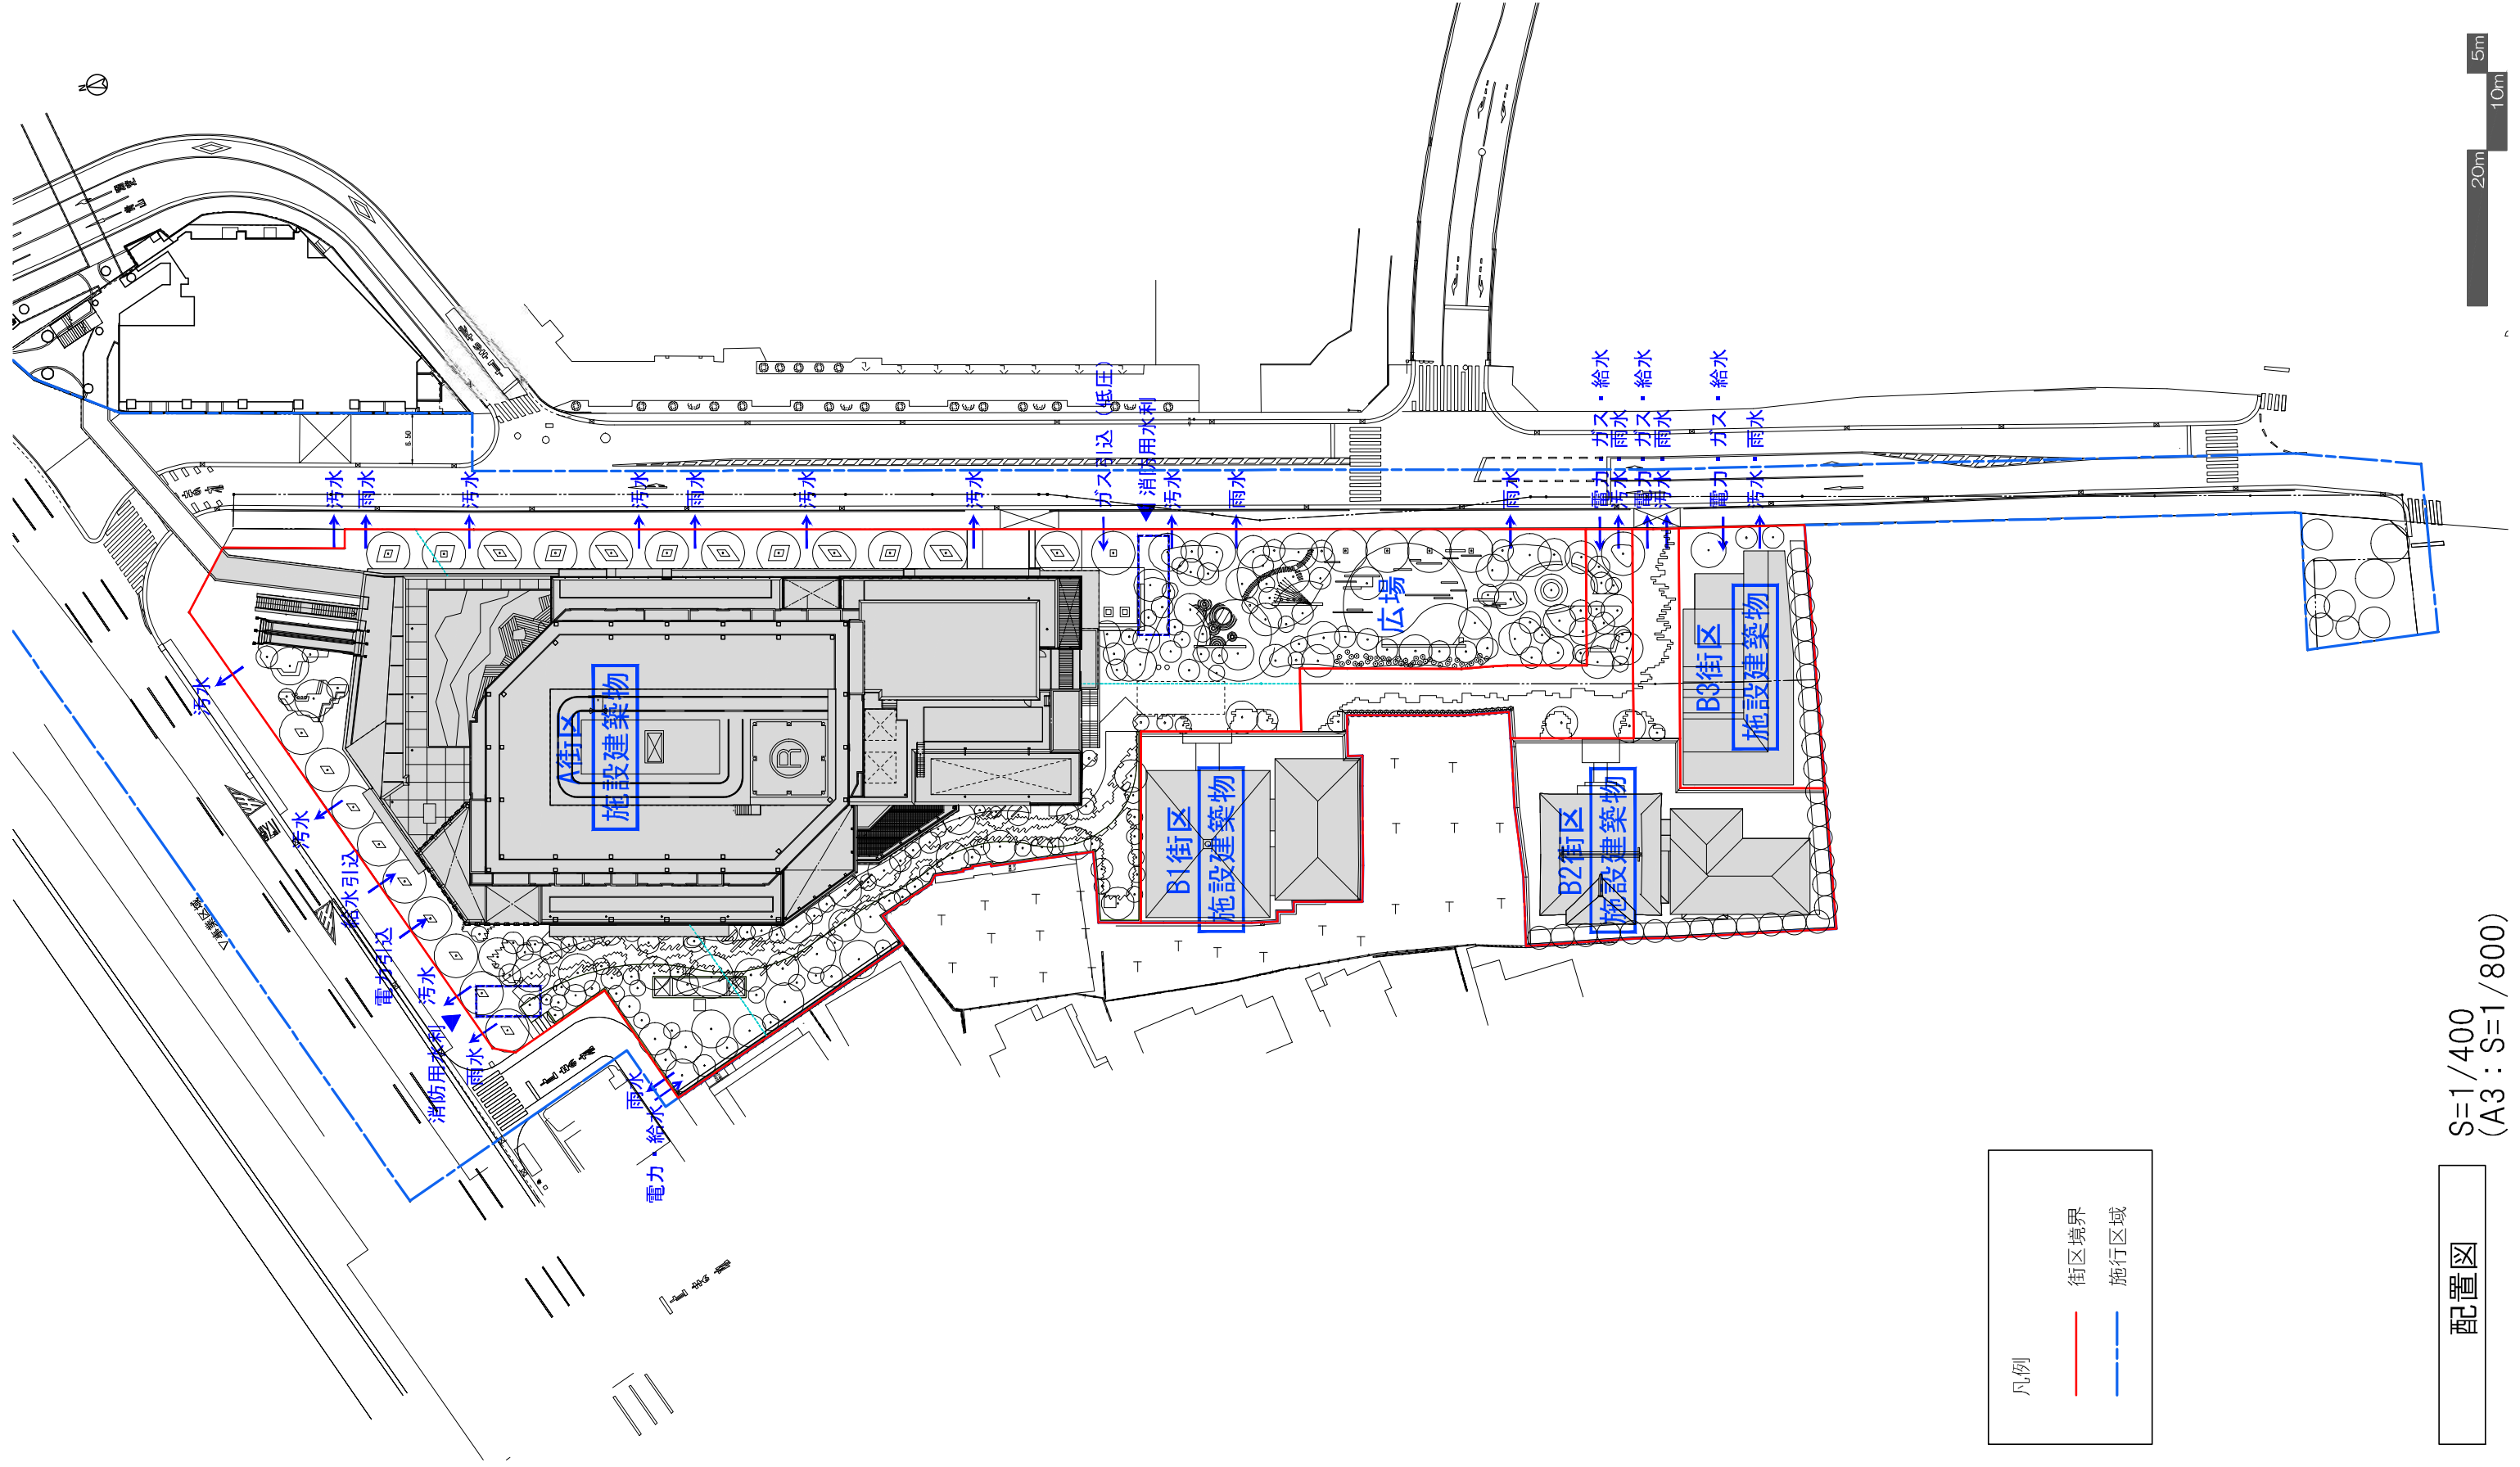 配置図
S=1/400
(A3：S=1/800)
凡例
街区境界
施行区域
20m
10m
5m
N
A街区
施設建築物
B1街区
施設建築物
B2街区
施設建築物
B3街区
施設建築物
広場
R
▽事業区域
6.50
汚水
汚水
給水引込
電力引込
汚水
消防用水利
雨水
雨水
電力・給水
汚水
雨水
汚水
汚水
雨水
汚水
汚水
ガス引込（低圧）
消防用水利
汚水
雨水
雨水
電力・ガス・給水
汚水・雨水
電力・ガス・給水
汚水・雨水
電力・ガス・給水
汚水・雨水